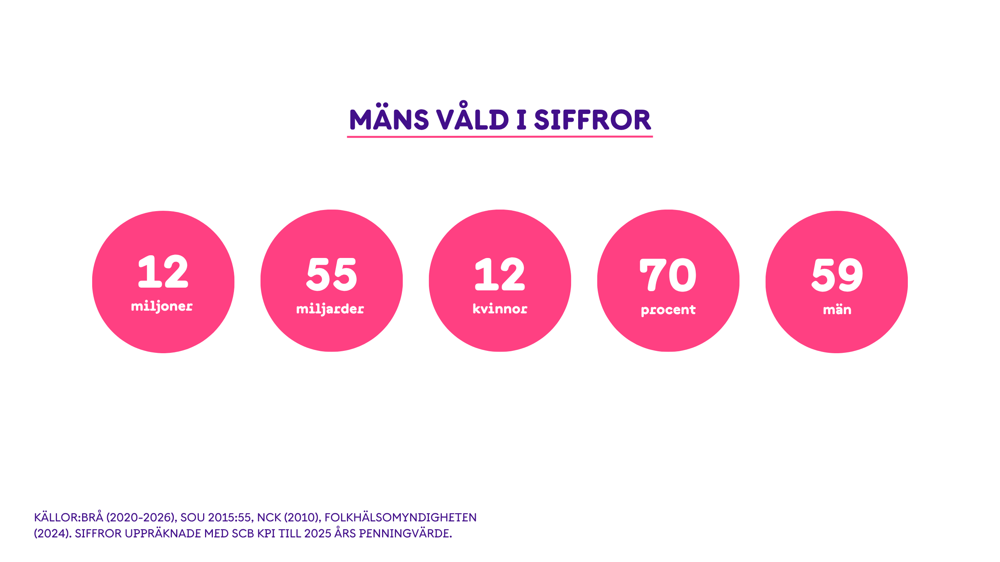 MÄNS VÅLD I SIFFROR
12
miljoner
55
miljarder
12
kvinnor
70
procent
59
män
KÄLLOR:BRÅ (2020-2026), SOU 2015:55, NCK (2010), FOLKHÄLSOMYNDIGHETEN
(2024). SIFFROR UPPRÄKNADE MED SCB KPI TILL 2025 ÅRS PENNINGVÄRDE.